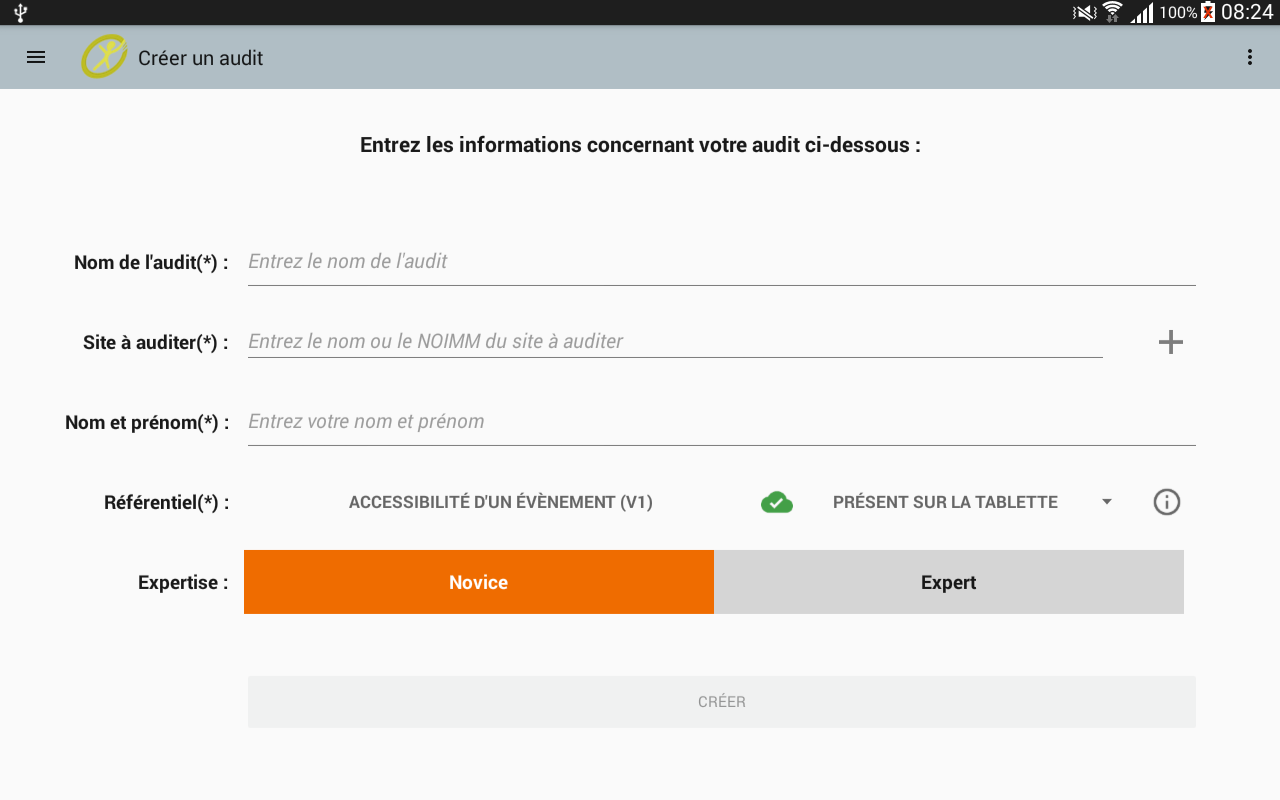 100% 08:24
Créer un audit
Entrez les informations concernant votre audit ci-dessous :
Nom de l'audit(*) : Entrez le nom de l'audit
Site à auditer(*) : Entrez le nom ou le NOIMM du site à auditer
Nom et prénom(*) : Entrez votre nom et prénom
Référentiel(*) : ACCESSIBILITÉ D'UN ÉVÈNEMENT (V1) PRÉSENT SUR LA TABLETTE
Expertise : Novice Expert
CRÉER